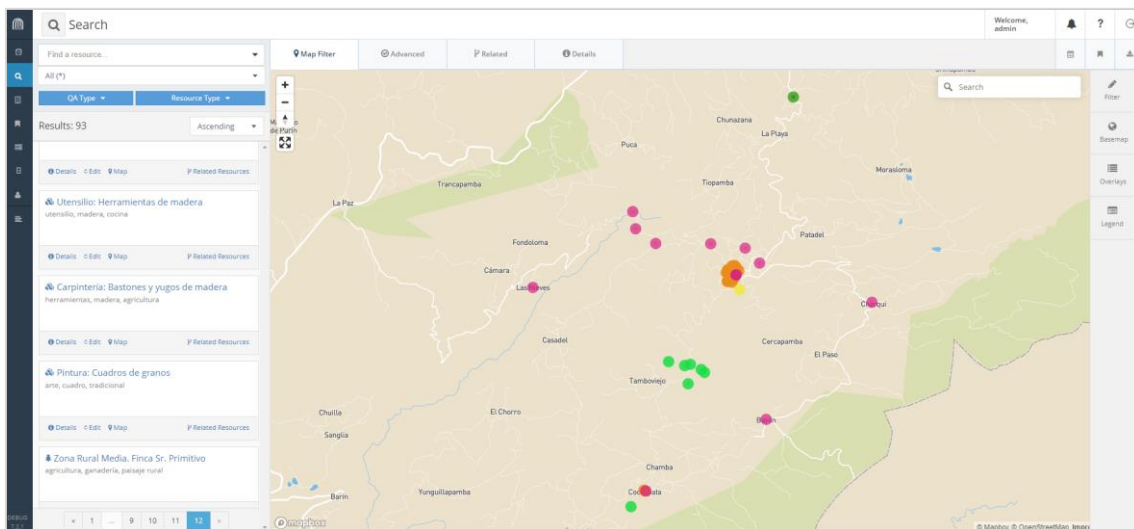 Search
Welcome,
admin
?
Find a resource...
All (*)
QA Type
Resource Type
Results: 93
Ascending
Details Edit Map Related Resources
Utensilio: Herramientas de madera
utensilio, madera, cocina
Details Edit Map Related Resources
Carpintería: Bastones y yugos de madera
herramientas, madera, agricultura
Details Edit Map Related Resources
Pintura: Cuadros de granos
arte, cuadro, tradicional
Details Edit Map Related Resources
Zona Rural Media. Finca Sr. Primitivo
agricultura, ganadería, paisaje rural
« 1 ... 9 10 11 12 »
DEBUG
Map Filter
Advanced
Related
Details
+
−
Search
Filter
Basemap
Overlays
Legend
Chunazana
La Playa
Puca
Morasloma
Trancapamba
Tiopamba
La Paz
Patadel
Fondoloma
Cámara
Las Nieves
Casadel
Cercapamba
El Paso
Tamboviejo
El Chorro
Chuilla
Sanglia
Chamba
Barin
Yunguillapamba
mapbox
© Mapbox © OpenStreetMap Improv